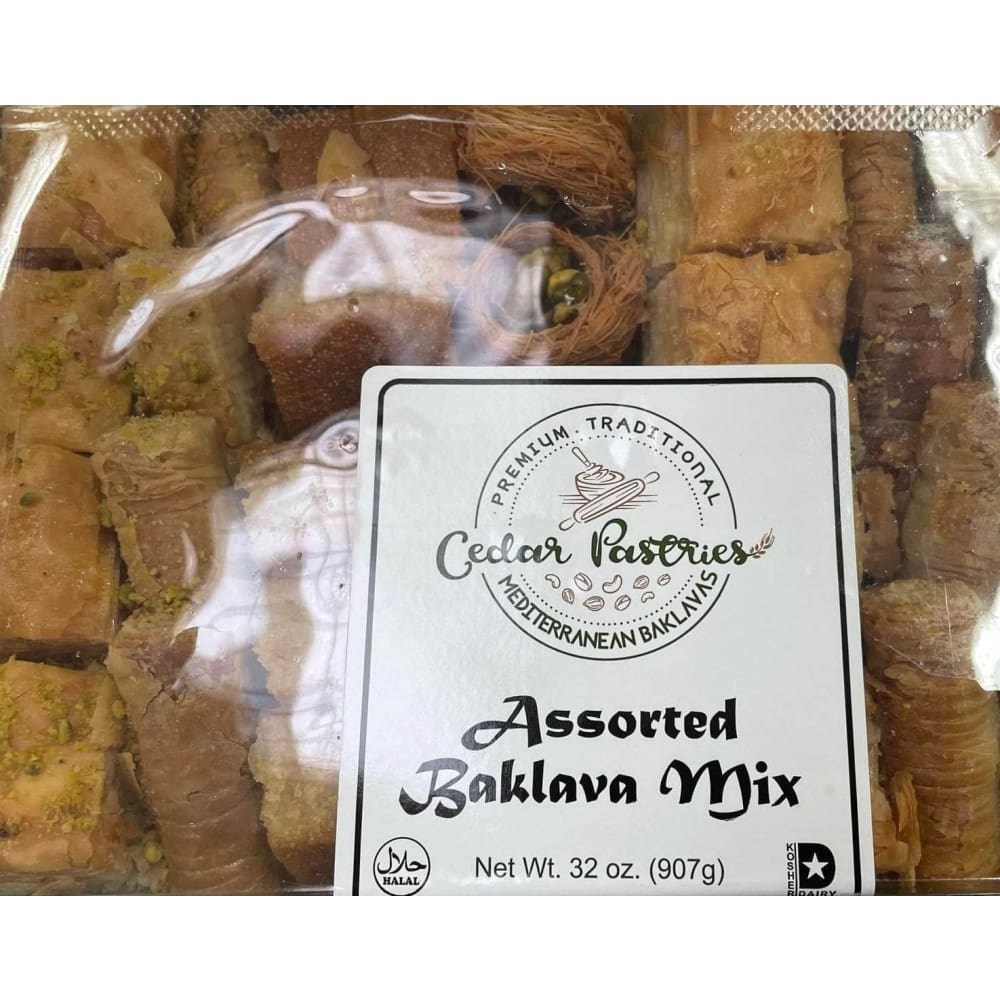 PREMIUM . TRADITIONAL
Cedar Pastries
MEDITERRANEAN BAKLAVAS
Assorted
Baklava Mix
حلال
HALAL
Net Wt. 32 oz. (907g)
KOSHER
D
DAIRY